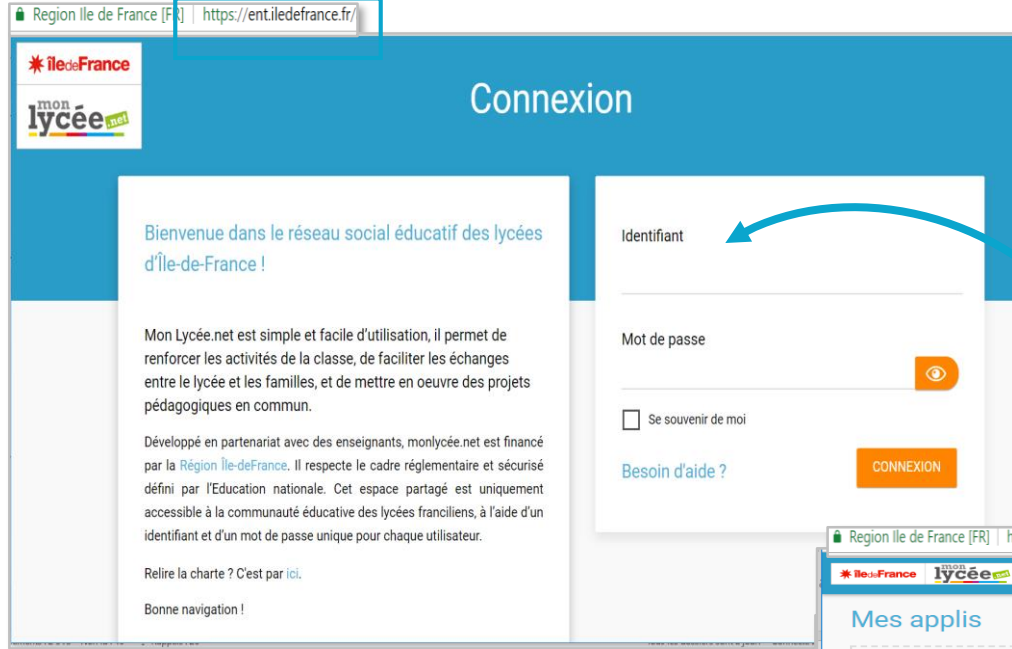 Region Ile de France [FR] https://ent.iledefrance.fr/
île de France
mon
lycée.net
Connexion
Bienvenue dans le réseau social éducatif des lycées
d'Île-de-France !
Mon Lycée.net est simple et facile d'utilisation, il permet de
renforcer les activités de la classe, de faciliter les échanges
entre le lycée et les familles, et de mettre en oeuvre des projets
pédagogiques en commun.
Développé en partenariat avec des enseignants, monlycée.net est financé
par la Région Île-deFrance. Il respecte le cadre réglementaire et sécurisé
défini par l'Education nationale. Cet espace partagé est uniquement
accessible à la communauté éducative des lycées franciliens, à l'aide d'un
identifiant et d'un mot de passe unique pour chaque utilisateur.
Relire la charte ? C'est par ici.
Bonne navigation !
Identifiant
Mot de passe
Se souvenir de moi
Besoin d'aide ?
CONNEXION
Region Ile de France [FR] h
île de France
mon
lycée.net
Mes applis